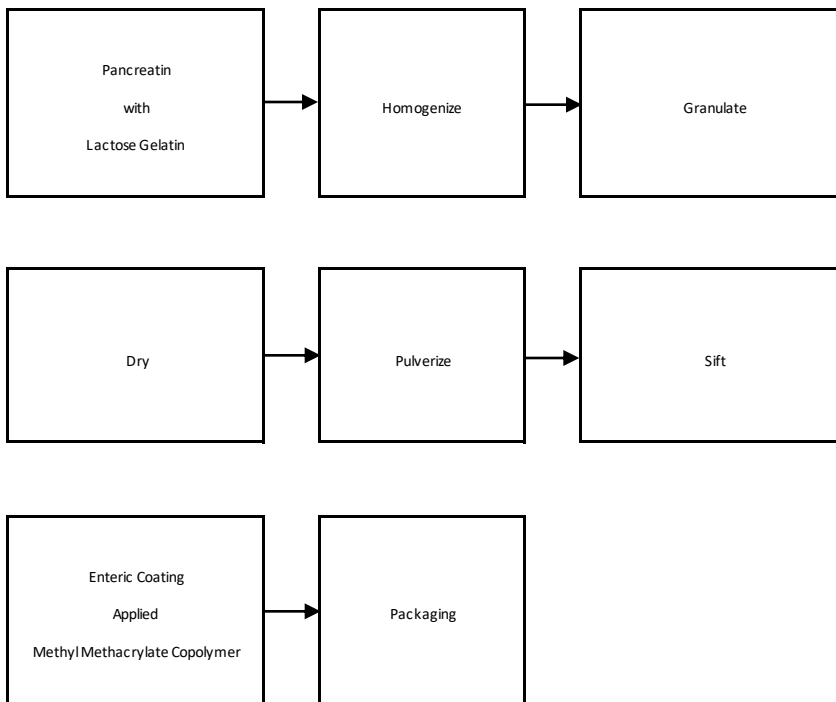 Pancreatin
with
Lactose Gelatin
Homogenize
Granulate
Dry
Pulverize
Sift
Enteric Coating
Applied
Methyl Methacrylate Copolymer
Packaging